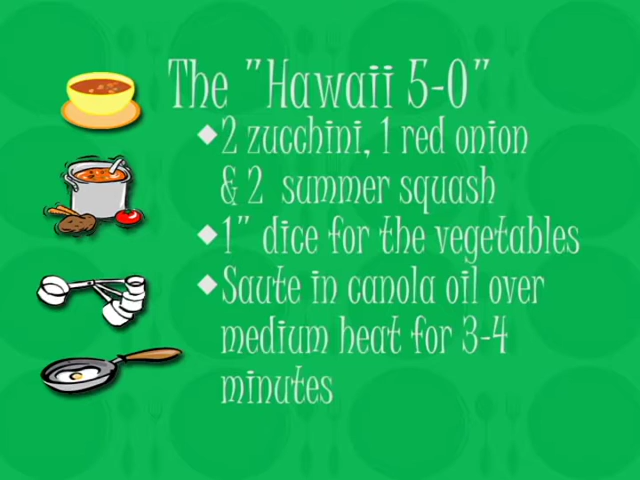 The "Hawaii 5-0"
◆2 zucchini, 1 red onion
& 2 summer squash
◆1" dice for the vegetables
◆Saute in canola oil over
medium heat for 3-4
minutes